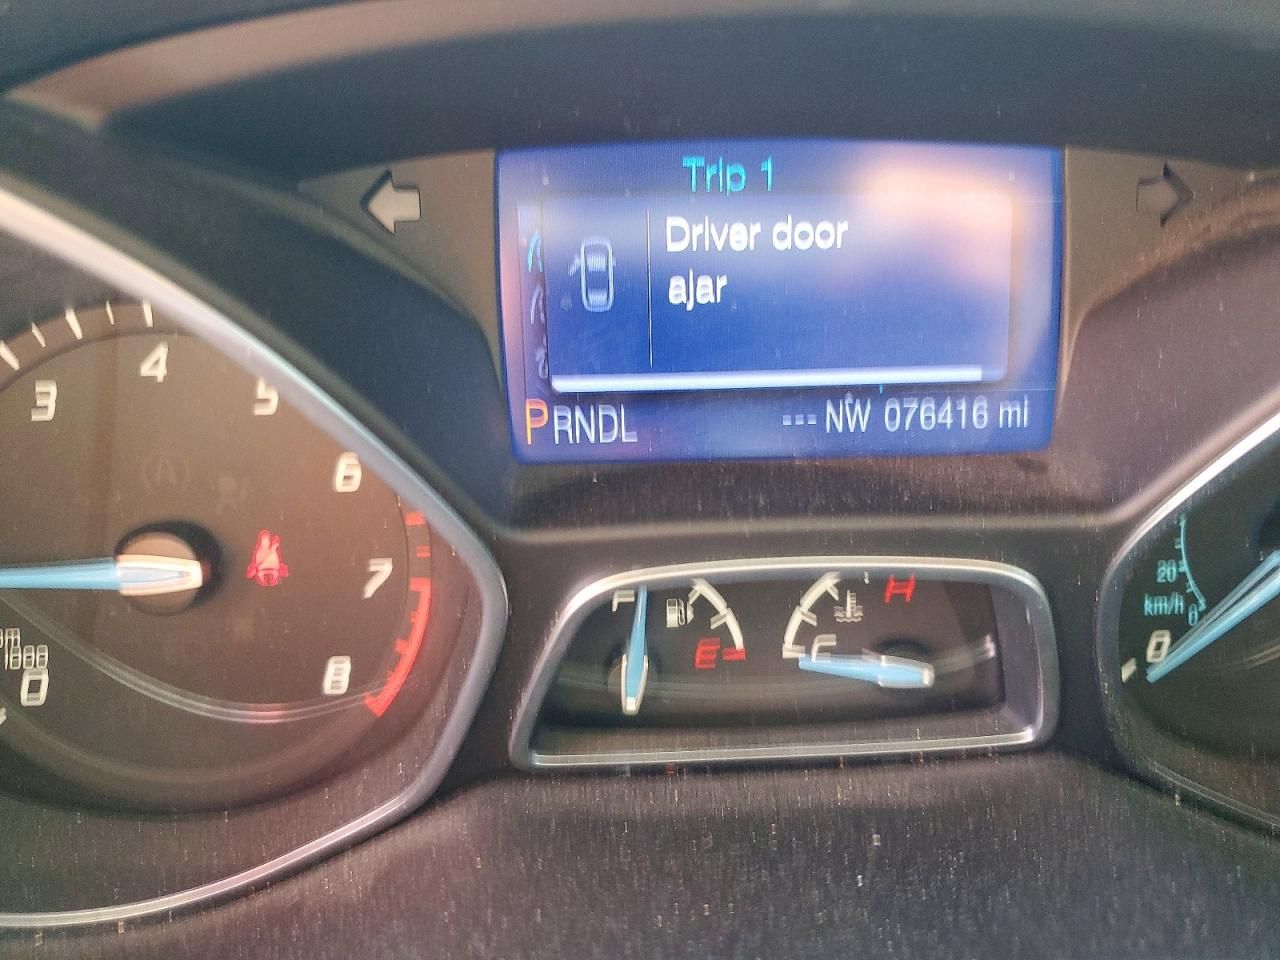 Trip 1
Driver door
ajar
PRNDL
--- NW 076416 mi
3
4
5
6
7
8
0
F
E
H
C
20
km/h
0
0